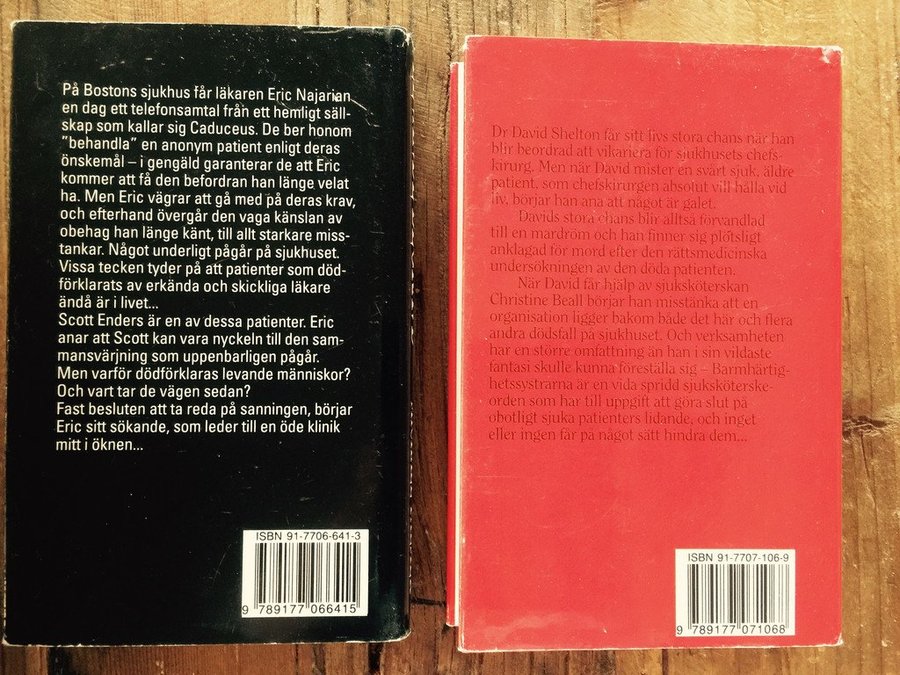 På Bostons sjukhus får läkaren Eric Najarian
en dag ett telefonsamtal från ett hemligt säll-
skap som kallar sig Caduceus. De ber honom
"behandla" en anonym patient enligt deras
önskemål – i gengäld garanterar de att Eric
kommer att få den befordran han länge velat
ha. Men Eric vägrar att gå med på deras krav,
och efterhand övergår den vaga känslan av
obehag han länge känt, till allt starkare miss-
tankar. Något underligt pågår på sjukhuset.
Vissa tecken tyder på att patienter som död-
förklarats av erkända och skickliga läkare
ändå är i livet...
Scott Enders är en av dessa patienter. Eric
anar att Scott kan vara nyckeln till den sam-
mansvärjning som uppenbarligen pågår.
Men varför dödförklaras levande människor?
Och vart tar de vägen sedan?
Fast besluten att ta reda på sanningen, börjar
Eric sitt sökande, som leder till en öde klinik
mitt i öknen...
ISBN 91-7706-641-3
9 789177 066415
Dr David Shelton får sitt livs stora chans när han
blir beordrad att vikariera för sjukhusets chefs-
kirurg. Men när David mister en svårt sjuk, äldre
patient, som chefskirurgen absolut vill hålla vid
liv, börjar han ana att något är galet.
Davids stora chans blir alltså förvandlad
till en mardröm och han finner sig plötsligt
anklagad för mord efter den rättsmedicinska
undersökningen av den döda patienten.
När David får hjälp av sjuksköterskan
Christine Beall börjar han misstänka att en
organisation ligger bakom både det här och flera
andra dödsfall på sjukhuset. Och verksamheten
har en större omfattning än han i sin vildaste
fantasi skulle kunna föreställa sig – Barmhärtig-
hetssystrarna är en vida spridd sjuksköterske-
orden som har till uppgift att göra slut på
obotligt sjuka patienters lidande, och inget
eller ingen får på något sätt hindra dem...
ISBN 91-7707-106-9
9 789177 071068